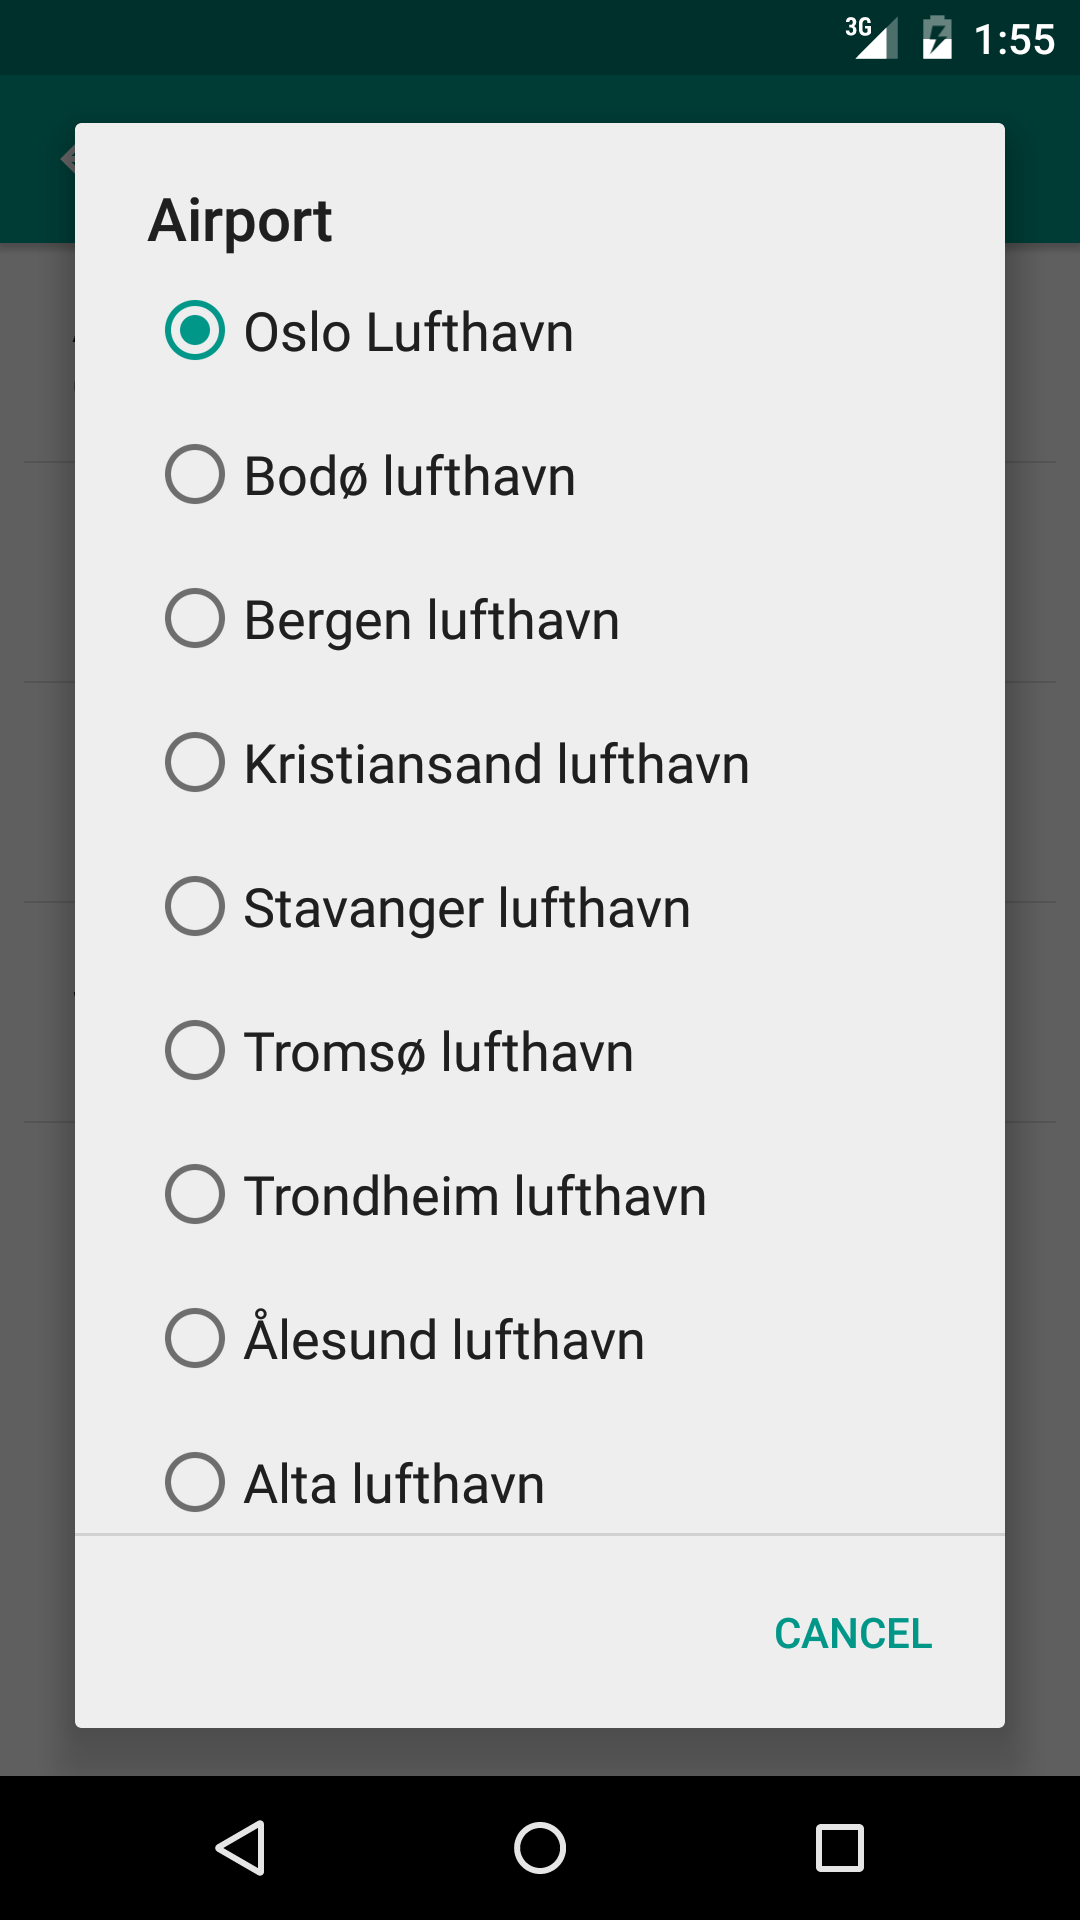 3G 1:55
Airport
Oslo Lufthavn
Bodø lufthavn
Bergen lufthavn
Kristiansand lufthavn
Stavanger lufthavn
Tromsø lufthavn
Trondheim lufthavn
Ålesund lufthavn
Alta lufthavn
CANCEL